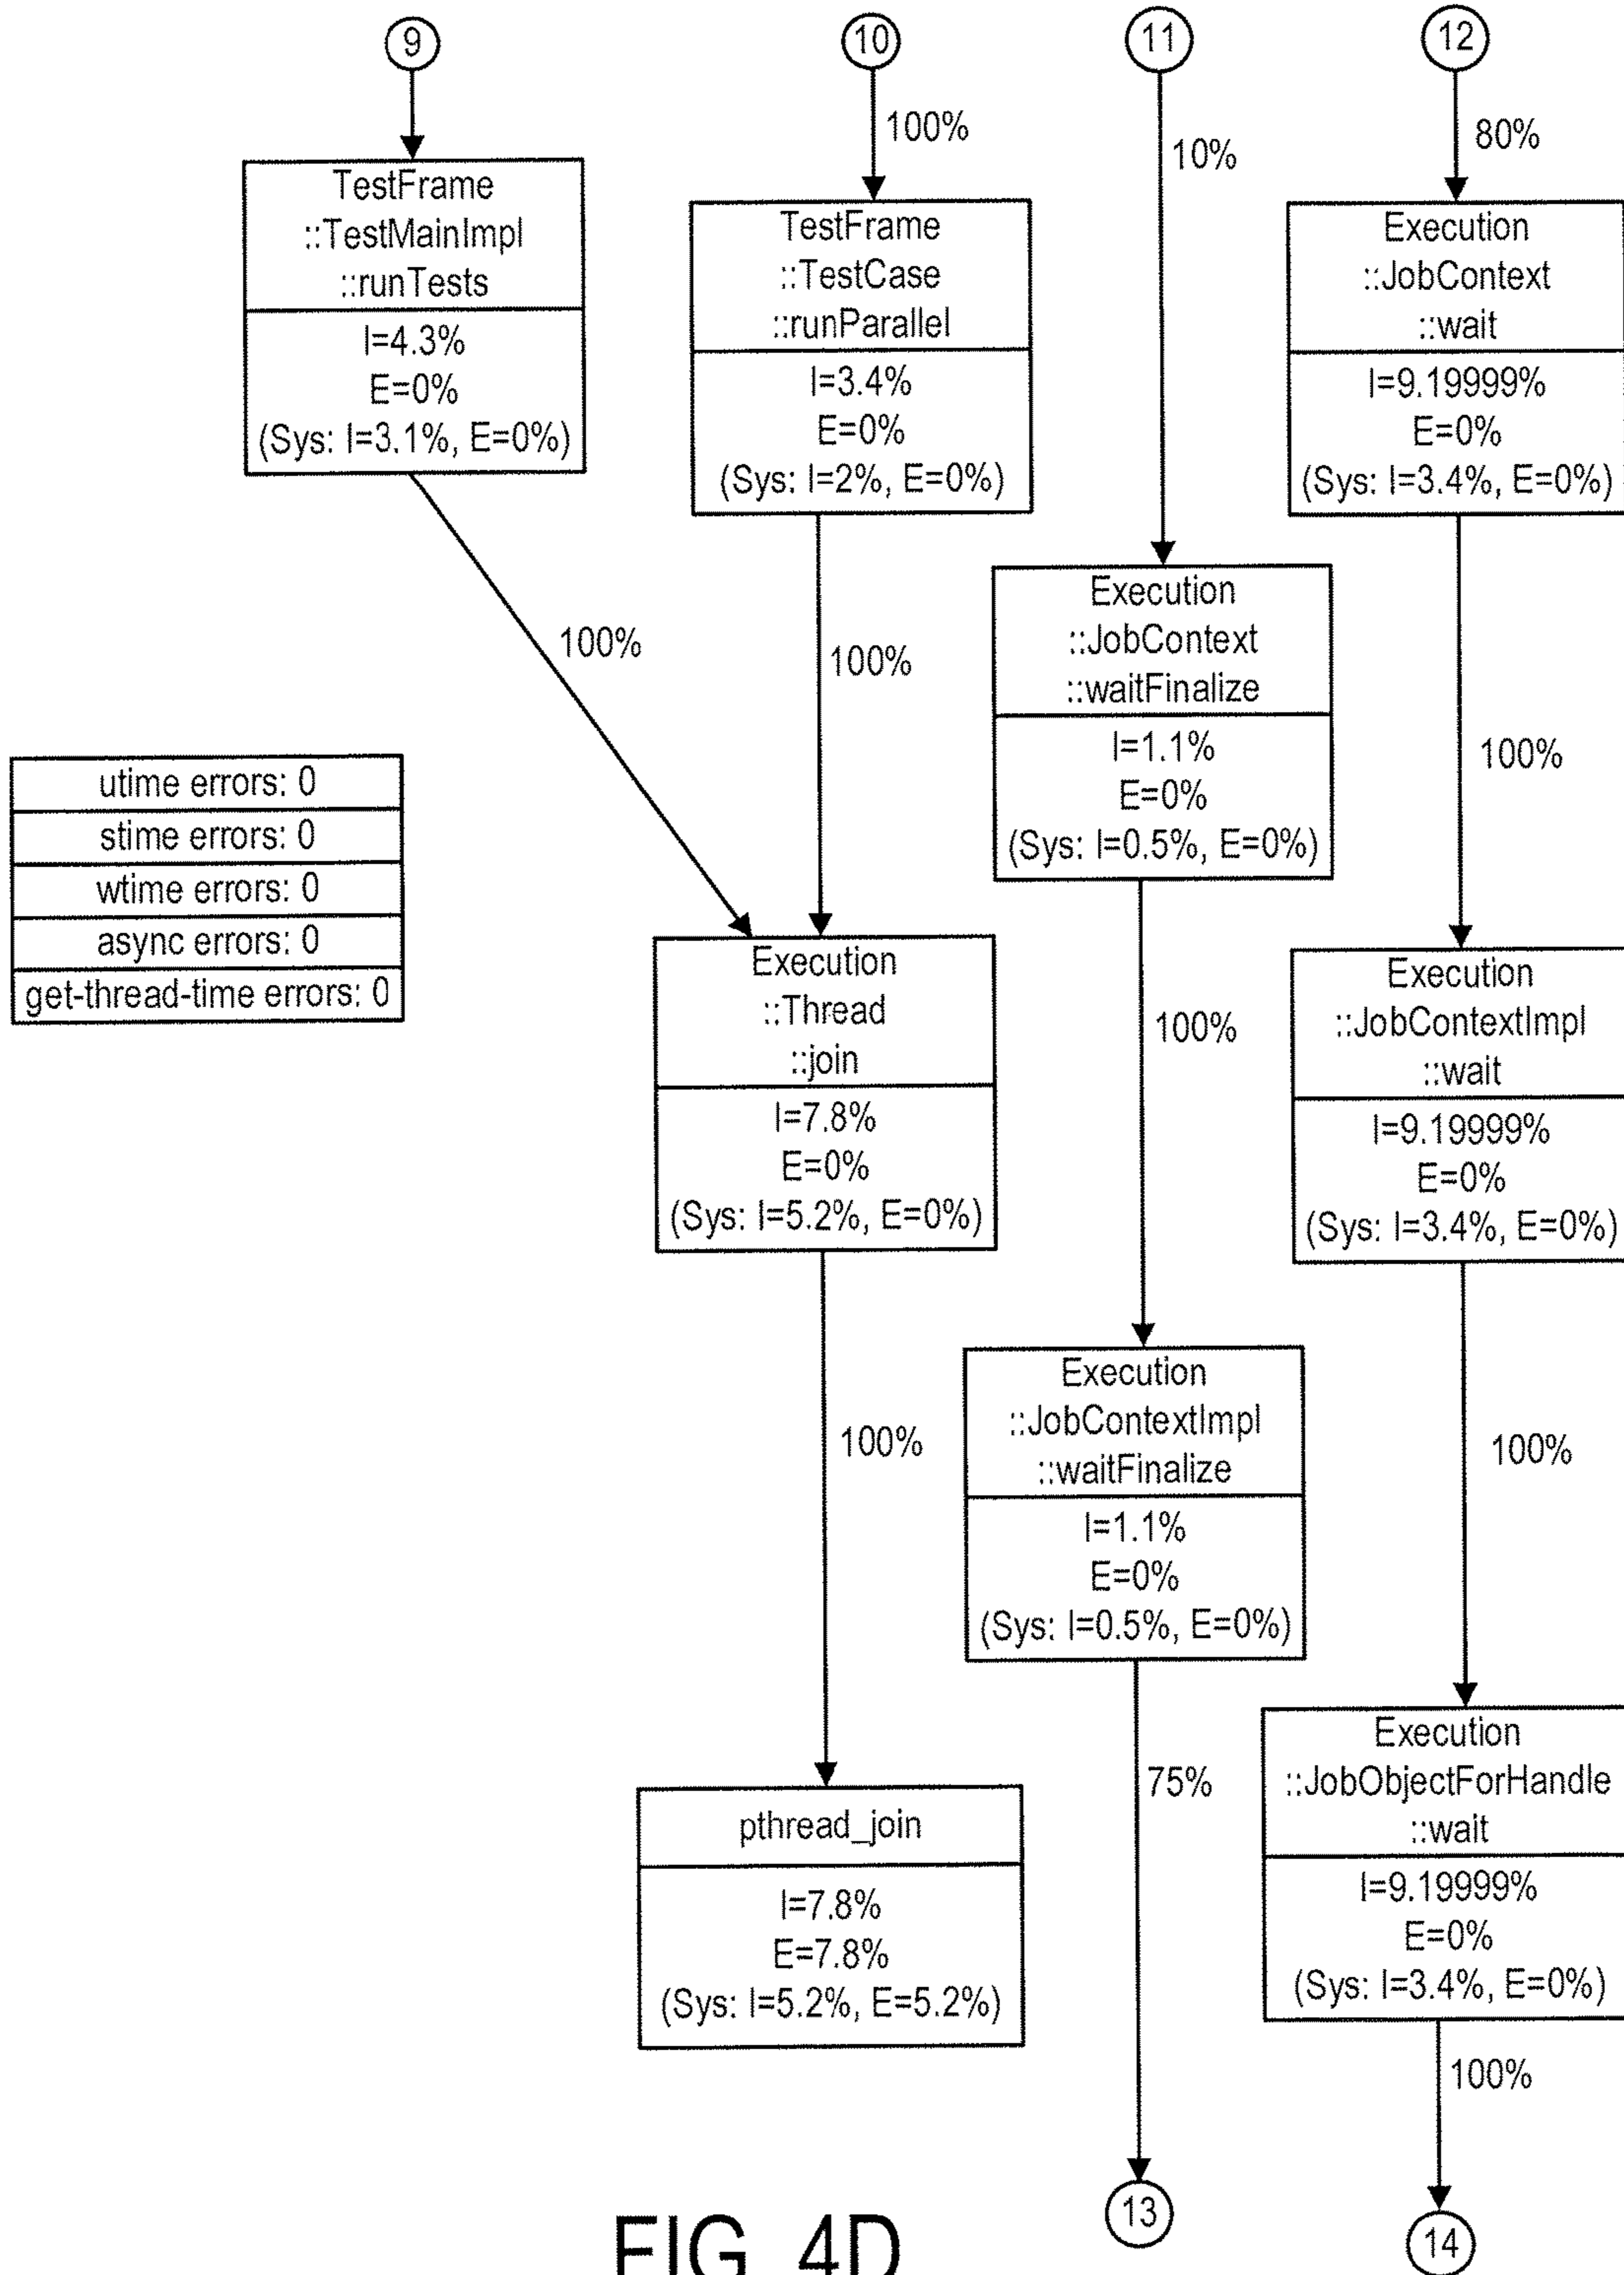 9
10
11
12
100%
10%
80%
TestFrame
::TestMainImpl
::runTests
I=4.3%
E=0%
(Sys: I=3.1%, E=0%)
TestFrame
::TestCase
::runParallel
I=3.4%
E=0%
(Sys: I=2%, E=0%)
Execution
::JobContext
::wait
I=9.19999%
E=0%
(Sys: I=3.4%, E=0%)
100%
100%
Execution
::JobContext
::waitFinalize
I=1.1%
E=0%
(Sys: I=0.5%, E=0%)
100%
utime errors: 0
stime errors: 0
wtime errors: 0
async errors: 0
get-thread-time errors: 0
Execution
::Thread
::join
I=7.8%
E=0%
(Sys: I=5.2%, E=0%)
100%
Execution
::JobContextImpl
::wait
I=9.19999%
E=0%
(Sys: I=3.4%, E=0%)
100%
Execution
::JobContextImpl
::waitFinalize
I=1.1%
E=0%
(Sys: I=0.5%, E=0%)
100%
pthread_join
I=7.8%
E=7.8%
(Sys: I=5.2%, E=5.2%)
75%
Execution
::JobObjectForHandle
::wait
I=9.19999%
E=0%
(Sys: I=3.4%, E=0%)
100%
13
14
FIG. 4D